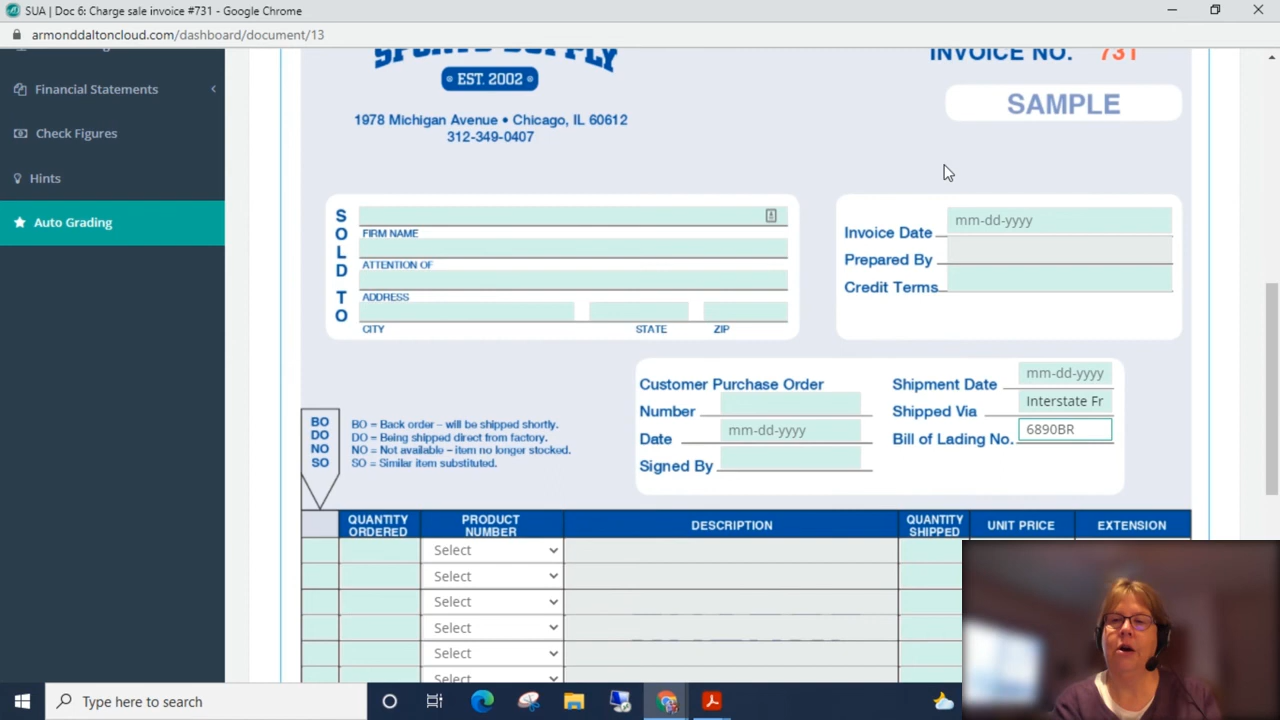 SUA | Doc 6: Charge sale invoice #731 - Google Chrome
armonddaltoncloud.com/dashboard/document/13
Financial Statements
Check Figures
Hints
Auto Grading
SPORTS SUPPLY
• EST. 2002 •
1978 Michigan Avenue • Chicago, IL 60612
312-349-0407
INVOICE NO. 731
SAMPLE
SOLD TO
FIRM NAME
ATTENTION OF
ADDRESS
CITY STATE ZIP
Invoice Date mm-dd-yyyy
Prepared By
Credit Terms
Customer Purchase Order
Number
Date mm-dd-yyyy
Signed By
Shipment Date mm-dd-yyyy
Shipped Via Interstate Fr
Bill of Lading No. 6890BR
BO BO = Back order – will be shipped shortly.
DO DO = Being shipped direct from factory.
NO NO = Not available – item no longer stocked.
SO SO = Similar item substituted.
QUANTITY ORDERED PRODUCT NUMBER DESCRIPTION QUANTITY SHIPPED UNIT PRICE EXTENSION
Select
Select
Select
Select
Select
Select
Type here to search